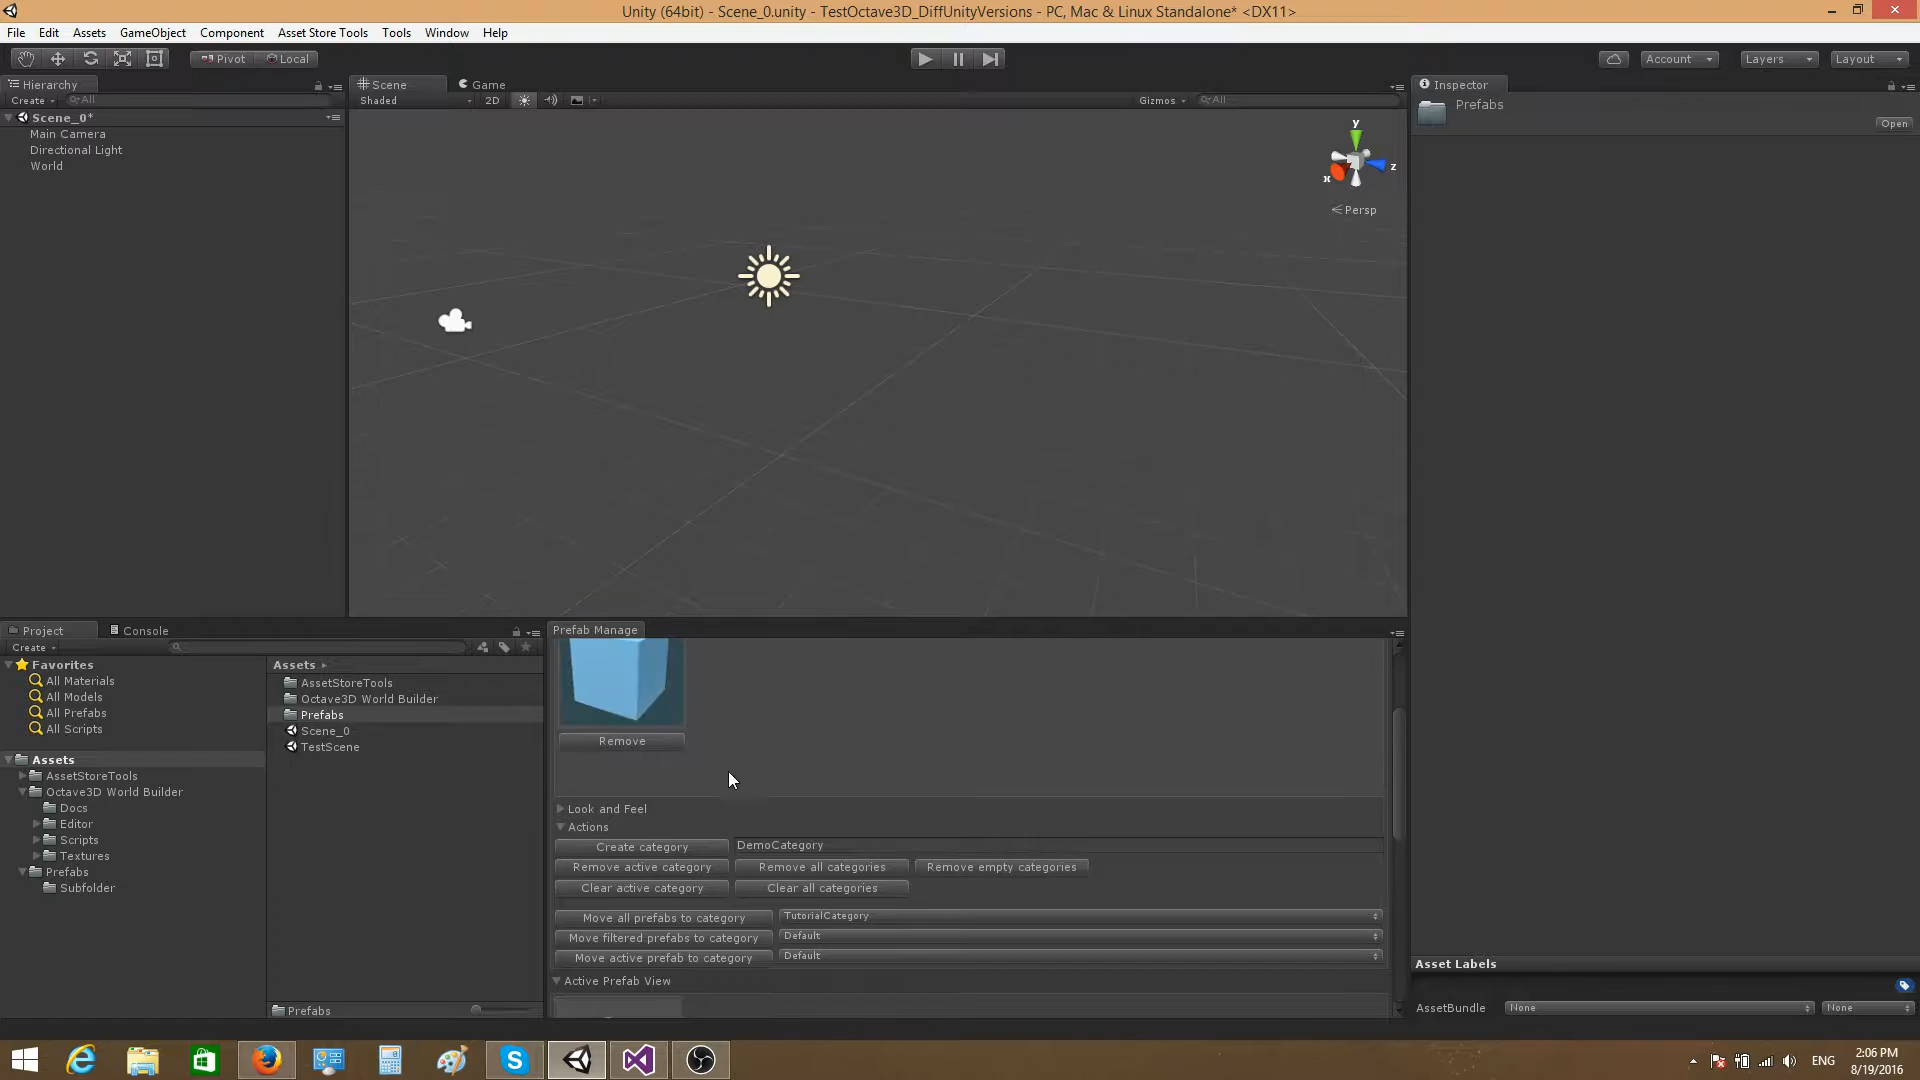 Unity (64bit) - Scene_0.unity - TestOctave3D_DiffUnityVersions - PC, Mac & Linux Standalone* <DX11>
File Edit Assets GameObject Component Asset Store Tools Tools Window Help
Pivot Local Account Layers Layout
Hierarchy
Create All
Scene_0*
Main Camera
Directional Light
World
Scene Game
Shaded 2D Gizmos All
y
x
z
Persp
Inspector
Prefabs
Open
Asset Labels
AssetBundle None None
Project Console
Create
Favorites
All Materials
All Models
All Prefabs
All Scripts
Assets
AssetStoreTools
Octave3D World Builder
Docs
Editor
Scripts
Textures
Prefabs
Subfolder
Assets
AssetStoreTools
Octave3D World Builder
Prefabs
Scene_0
TestScene
Prefabs
Prefab Manage
Remove
Look and Feel
Actions
Create category DemoCategory
Remove active category Remove all categories Remove empty categories
Clear active category Clear all categories
Move all prefabs to category TutorialCategory
Move filtered prefabs to category Default
Move active prefab to category Default
Active Prefab View
ENG
2:06 PM
8/19/2016